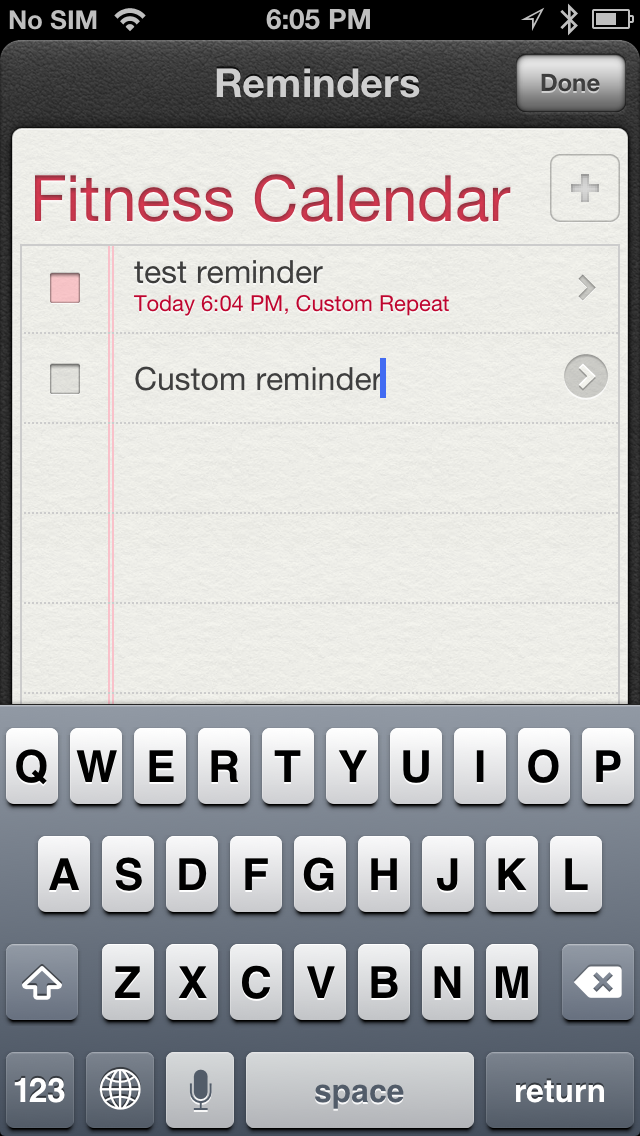 No SIM 6:05 PM
Reminders Done
Fitness Calendar
test reminder
Today 6:04 PM, Custom Repeat
Custom reminder
Q W E R T Y U I O P
A S D F G H J K L
Z X C V B N M
123 space return